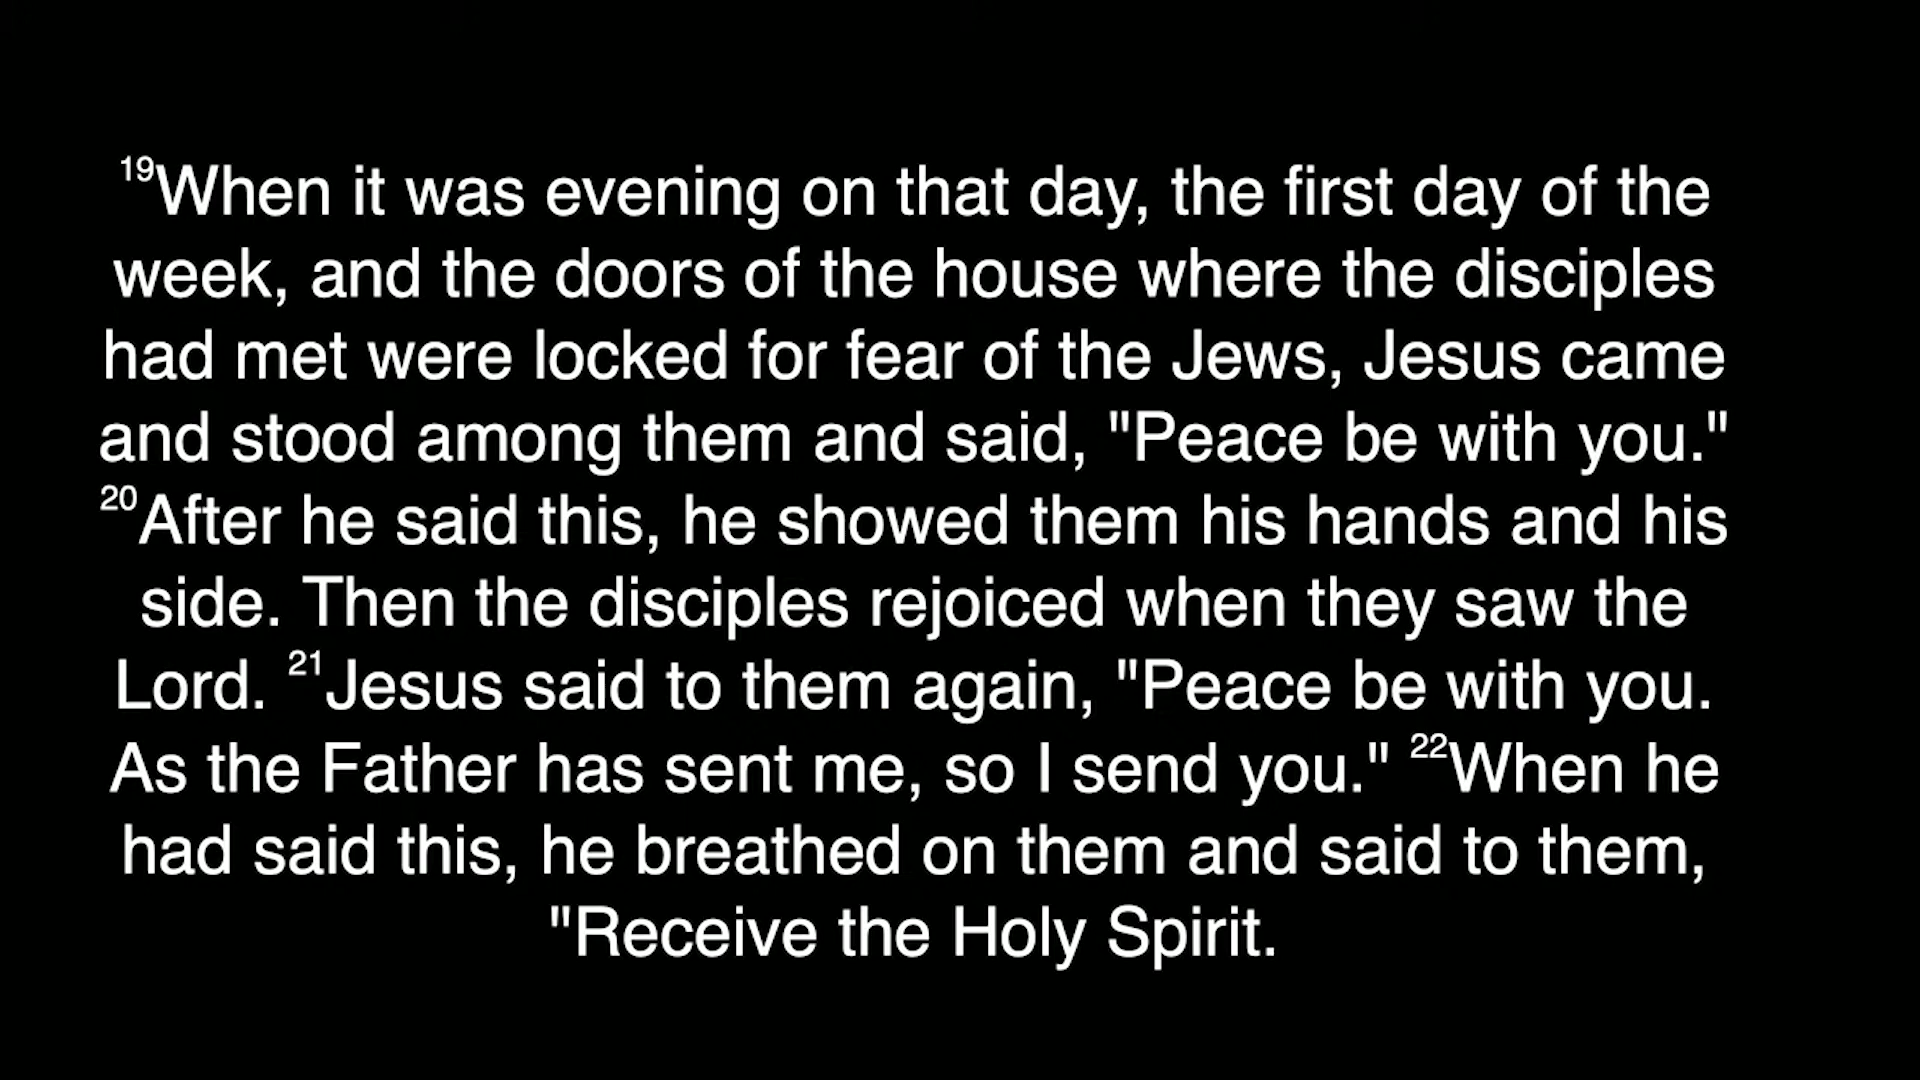 19When it was evening on that day, the first day of the
week, and the doors of the house where the disciples
had met were locked for fear of the Jews, Jesus came
and stood among them and said, "Peace be with you."
20After he said this, he showed them his hands and his
side. Then the disciples rejoiced when they saw the
Lord. 21Jesus said to them again, "Peace be with you.
As the Father has sent me, so I send you." 22When he
had said this, he breathed on them and said to them,
"Receive the Holy Spirit.